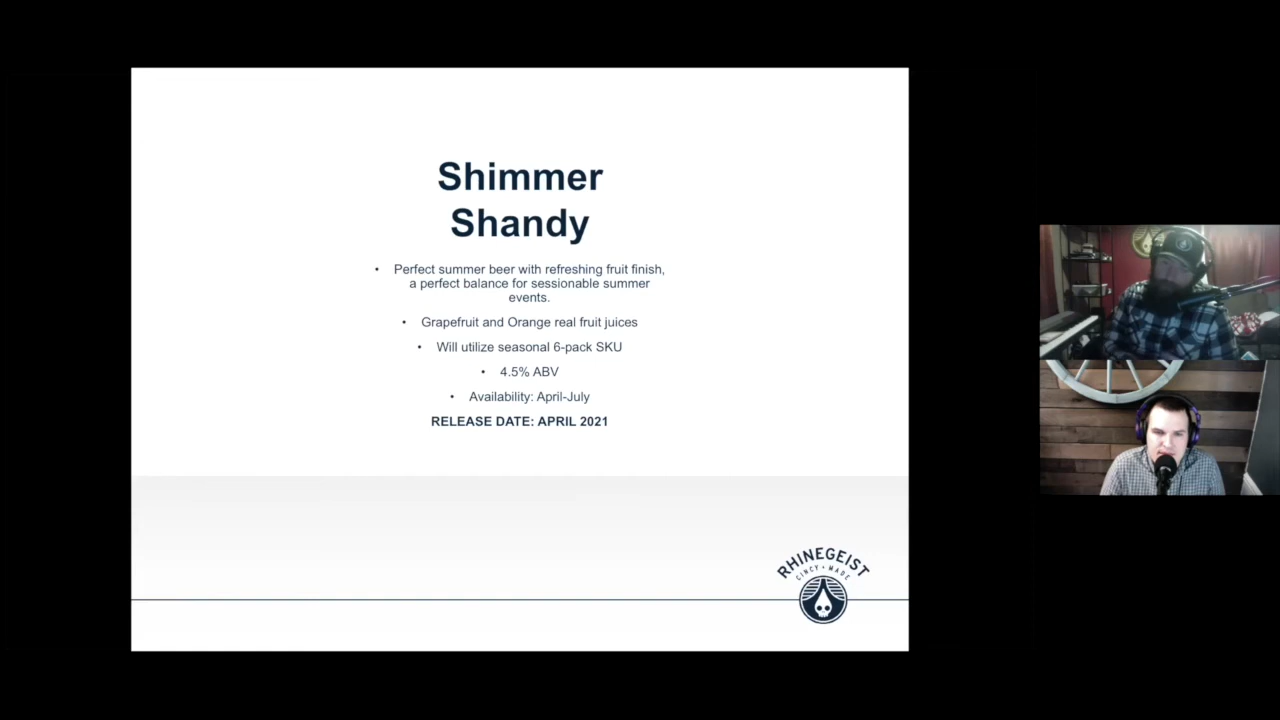 Shimmer
Shandy
• Perfect summer beer with refreshing fruit finish,
a perfect balance for sessionable summer
events.
• Grapefruit and Orange real fruit juices
• Will utilize seasonal 6-pack SKU
• 4.5% ABV
• Availability: April-July
RELEASE DATE: APRIL 2021
RHINEGEIST
CINCY • MADE